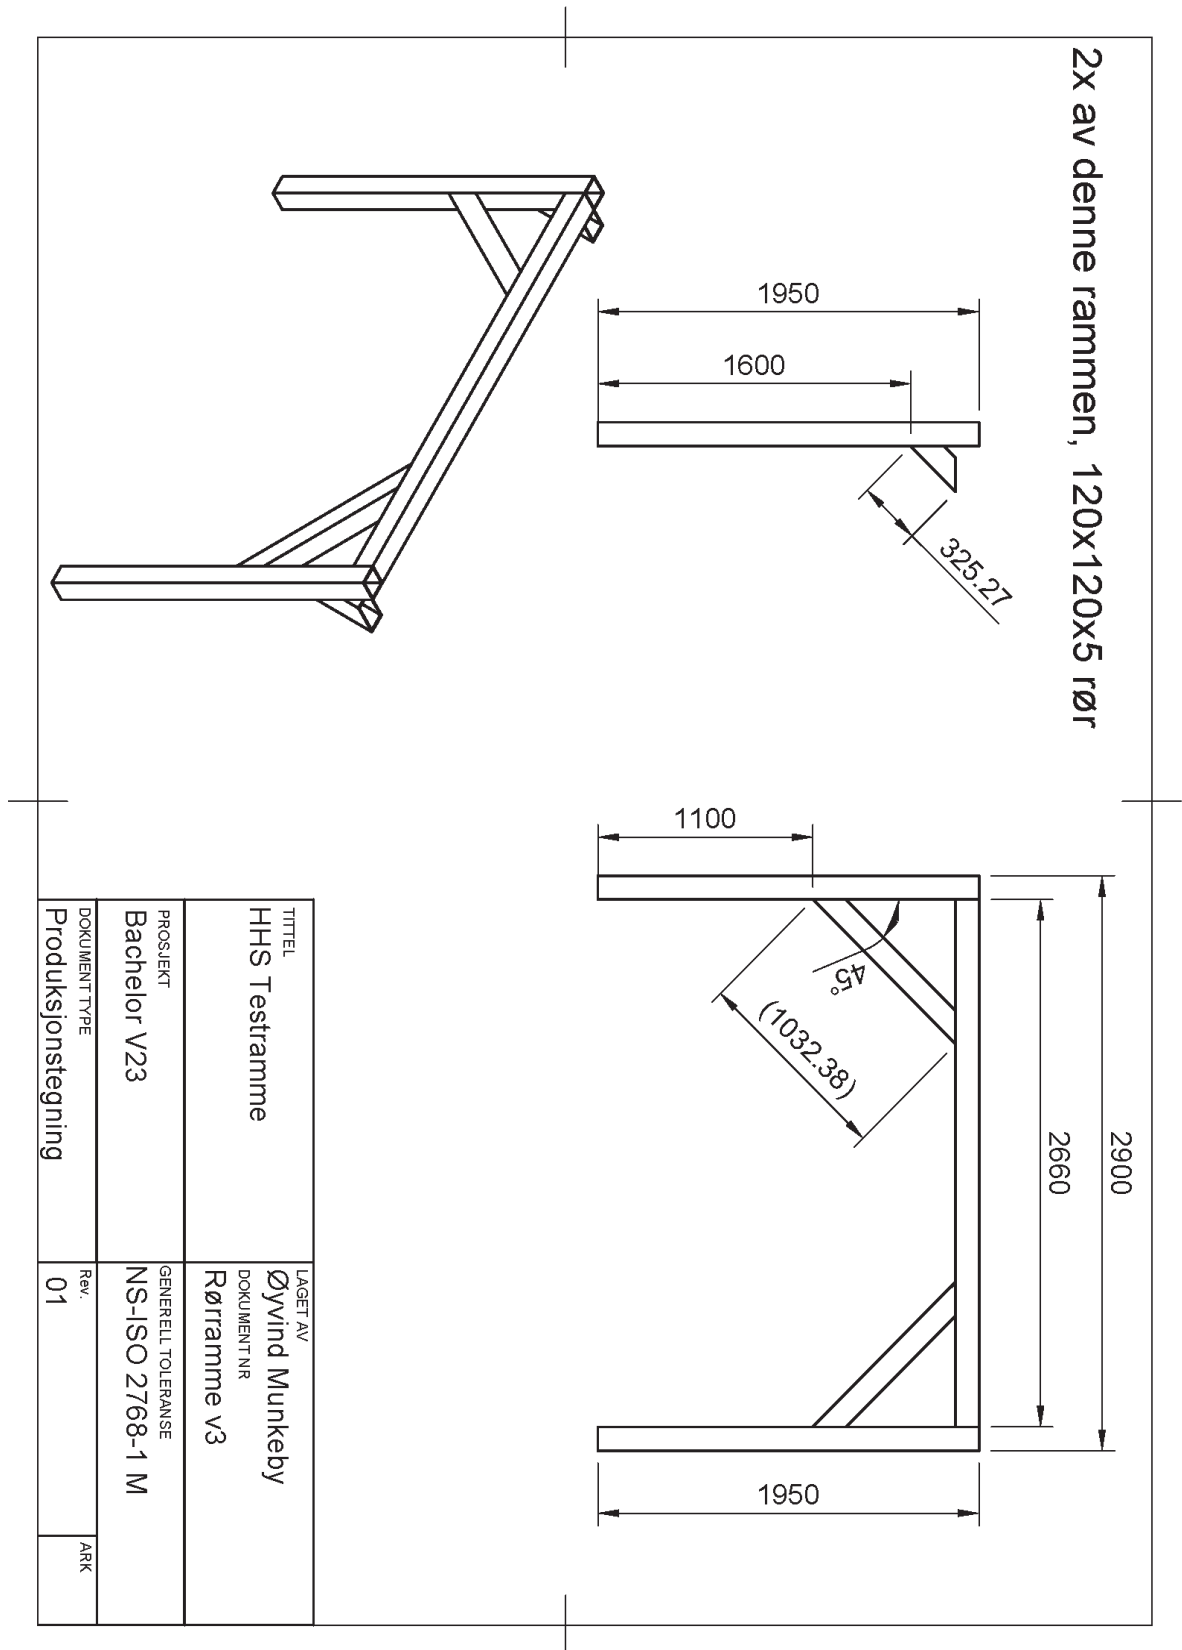 2x av denne rammen, 120x120x5 rør
1950
1600
325.27
2900
2660
1100
45°
(1032.38)
1950
TITTEL
HHS Testramme
LAGET AV
Øyvind Munkeby
DOKUMENT NR
Rørramme v3
PROSJEKT
Bachelor V23
GENERELL TOLERANSE
NS-ISO 2768-1 M
DOKUMENT TYPE
Produksjonstegning
Rev.
01
ARK